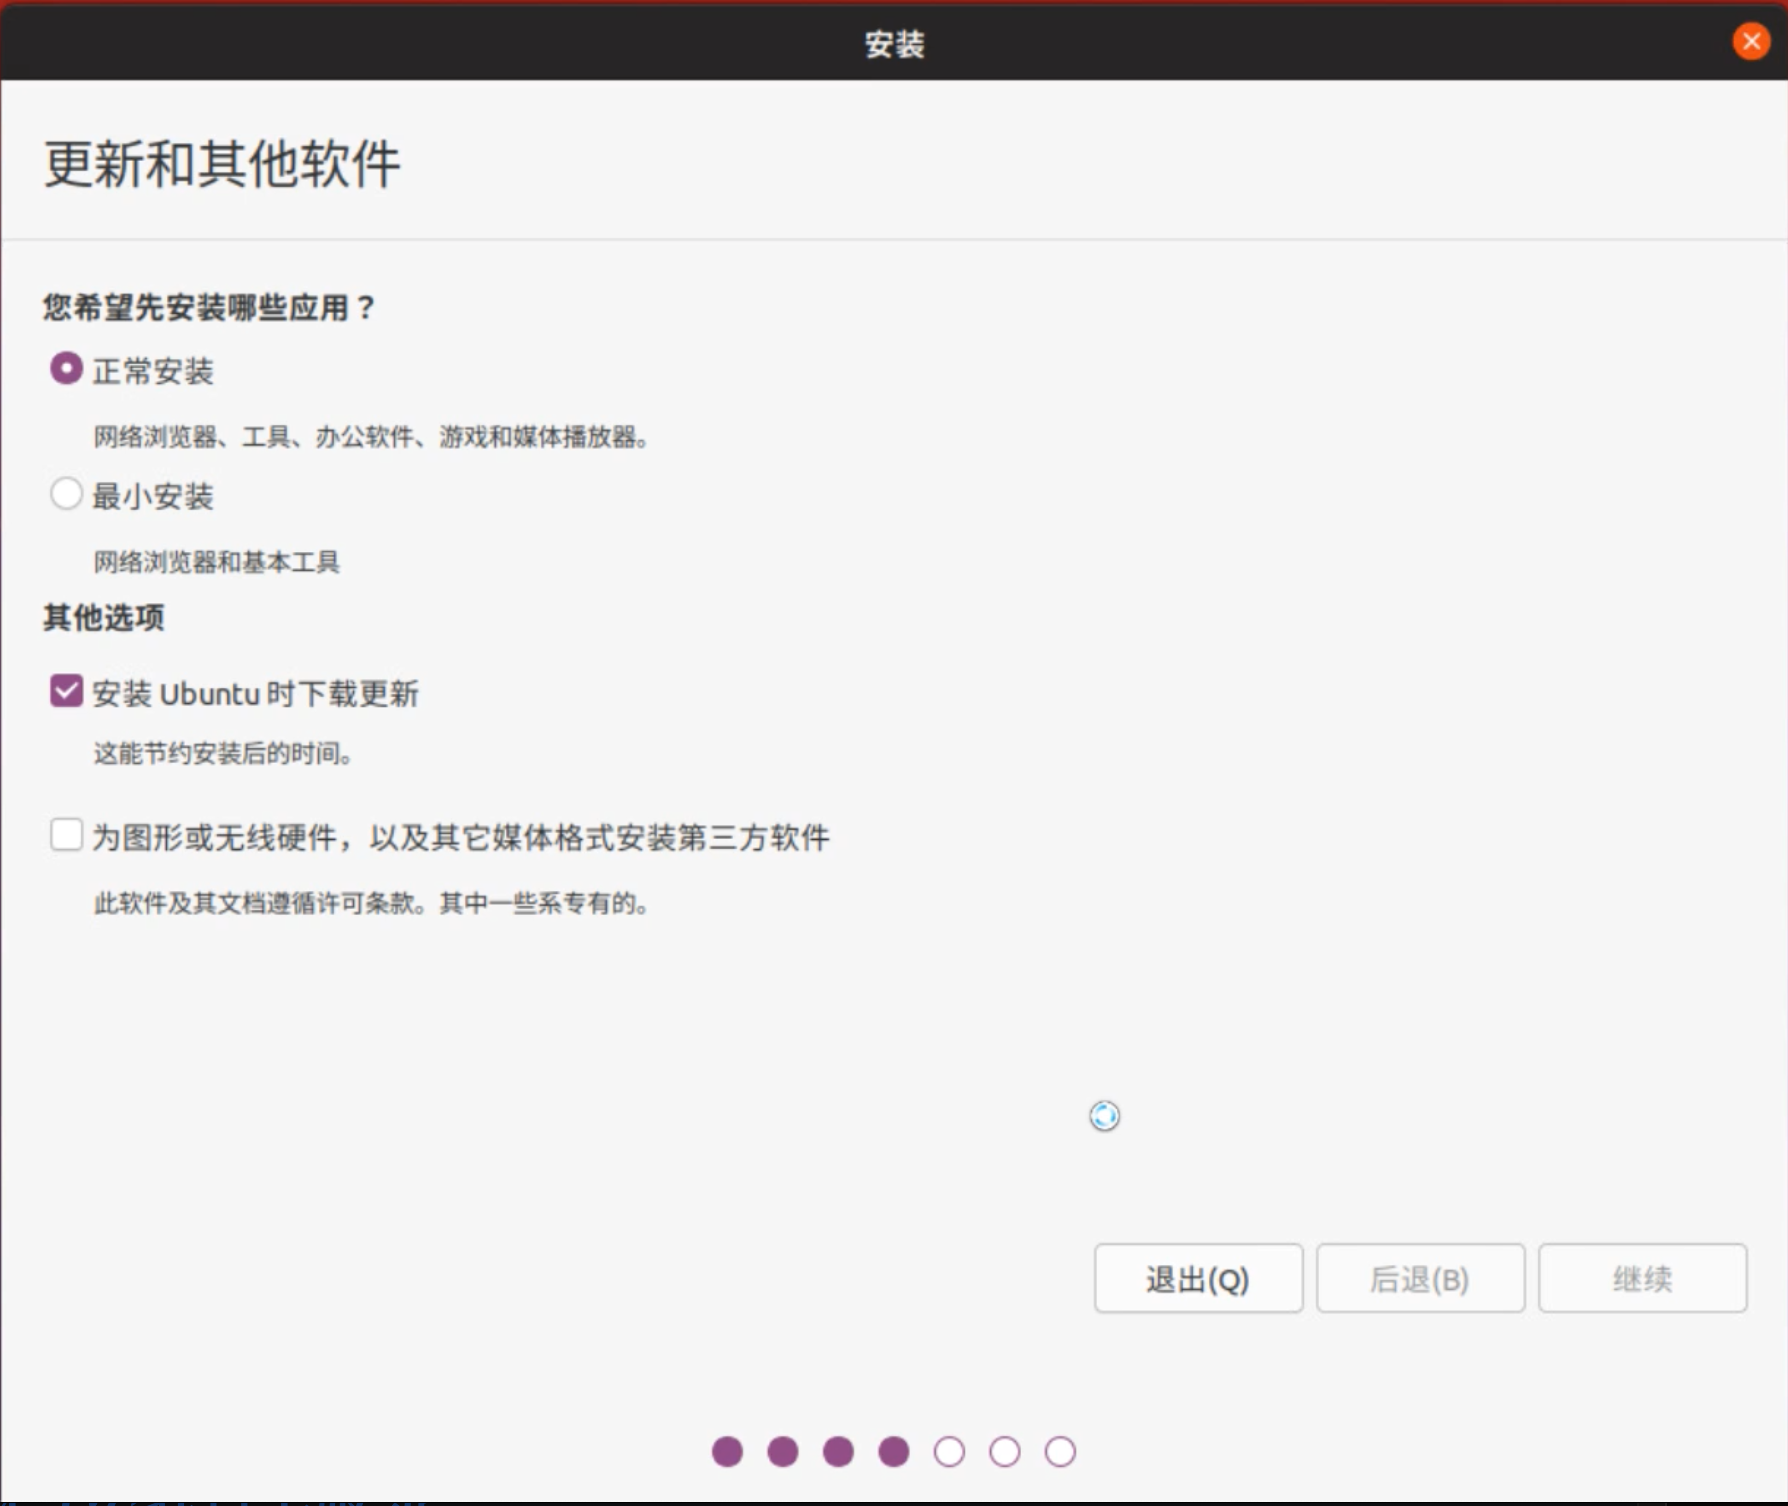 安装
更新和其他软件
您希望先安装哪些应用？
正常安装
网络浏览器、工具、办公软件、游戏和媒体播放器。
最小安装
网络浏览器和基本工具
其他选项
安装 Ubuntu 时下载更新
这能节约安装后的时间。
为图形或无线硬件，以及其它媒体格式安装第三方软件
此软件及其文档遵循许可条款。其中一些系专有的。
退出(Q)
后退(B)
继续